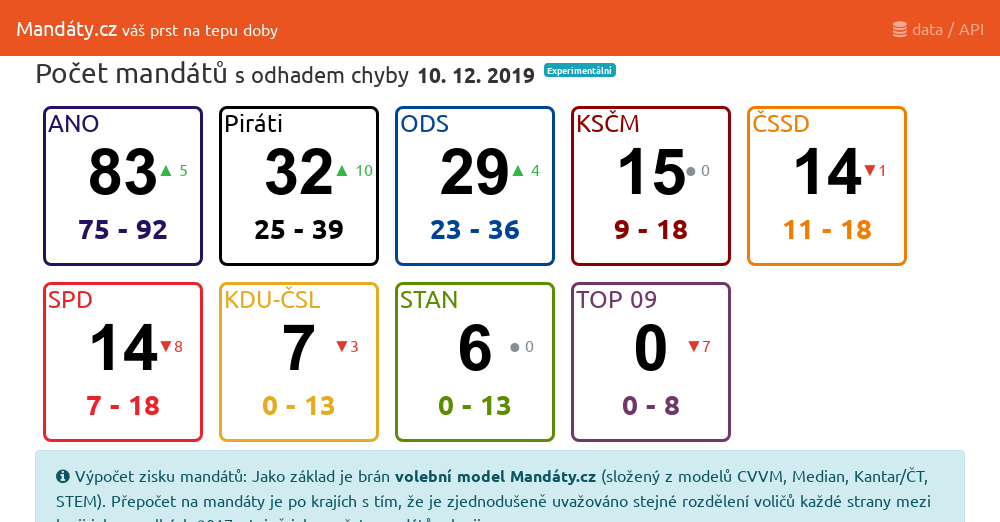 Mandáty.cz váš prst na tepu doby
data / API
Počet mandátů s odhadem chyby 10. 12. 2019 Experimentální
ANO
83 ▲ 5
75 - 92
Piráti
32 ▲ 10
25 - 39
ODS
29 ▲ 4
23 - 36
KSČM
15 ● 0
9 - 18
ČSSD
14 ▼1
11 - 18
SPD
14 ▼8
7 - 18
KDU-ČSL
7 ▼3
0 - 13
STAN
6 ● 0
0 - 13
TOP 09
0 ▼7
0 - 8
Výpočet zisku mandátů: Jako základ je brán volební model Mandáty.cz (složený z modelů CVVM, Median, Kantar/ČT,
STEM). Přepočet na mandáty je po krajích s tím, že je zjednodušeně uvažováno stejné rozdělení voličů každé strany mezi